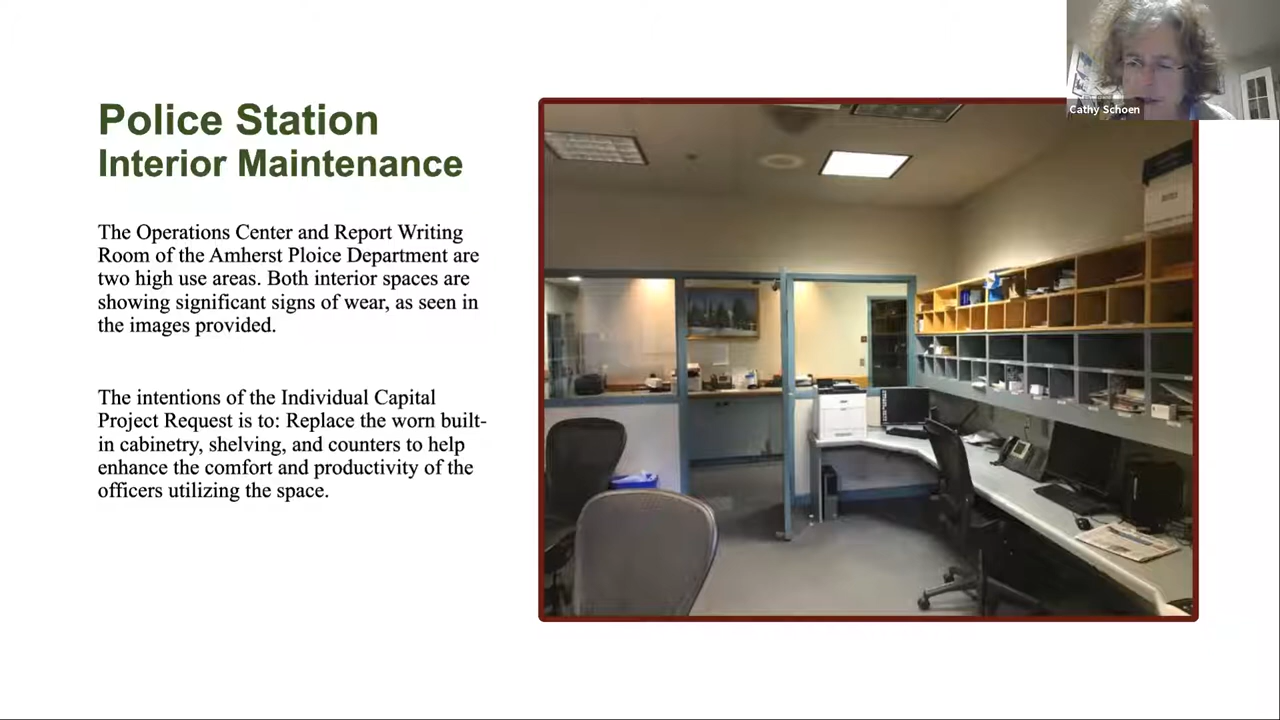 Cathy Schoen
Police Station
Interior Maintenance
The Operations Center and Report Writing
Room of the Amherst Ploice Department are
two high use areas. Both interior spaces are
showing significant signs of wear, as seen in
the images provided.
The intentions of the Individual Capital
Project Request is to: Replace the worn built-
in cabinetry, shelving, and counters to help
enhance the comfort and productivity of the
officers utilizing the space.